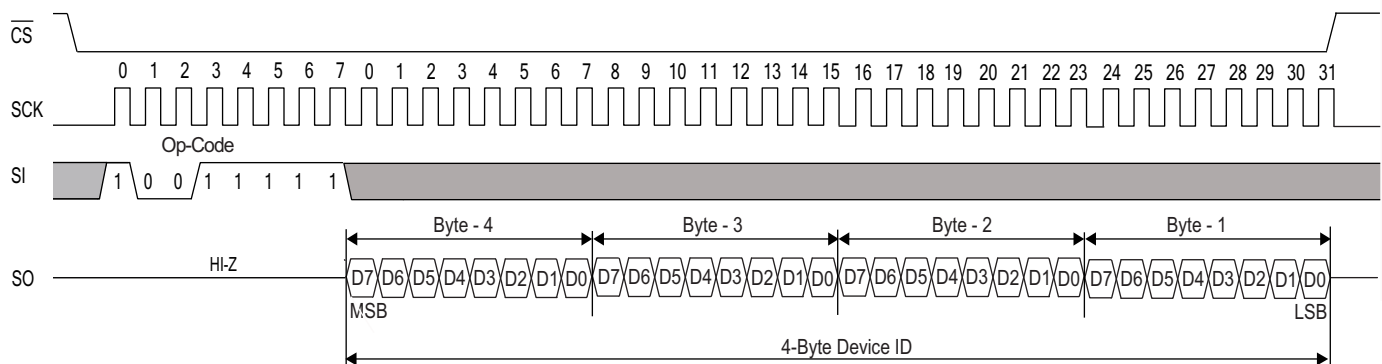 CS
0 1 2 3 4 5 6 7 0 1 2 3 4 5 6 7 8 9 10 11 12 13 14 15 16 17 18 19 20 21 22 23 24 25 26 27 28 29 30 31
SCK
Op-Code
SI 1 0 0 1 1 1 1 1
Byte - 4 Byte - 3 Byte - 2 Byte - 1
SO HI-Z D7 D6 D5 D4 D3 D2 D1 D0 D7 D6 D5 D4 D3 D2 D1 D0 D7 D6 D5 D4 D3 D2 D1 D0 D7 D6 D5 D4 D3 D2 D1 D0
MSB LSB
4-Byte Device ID